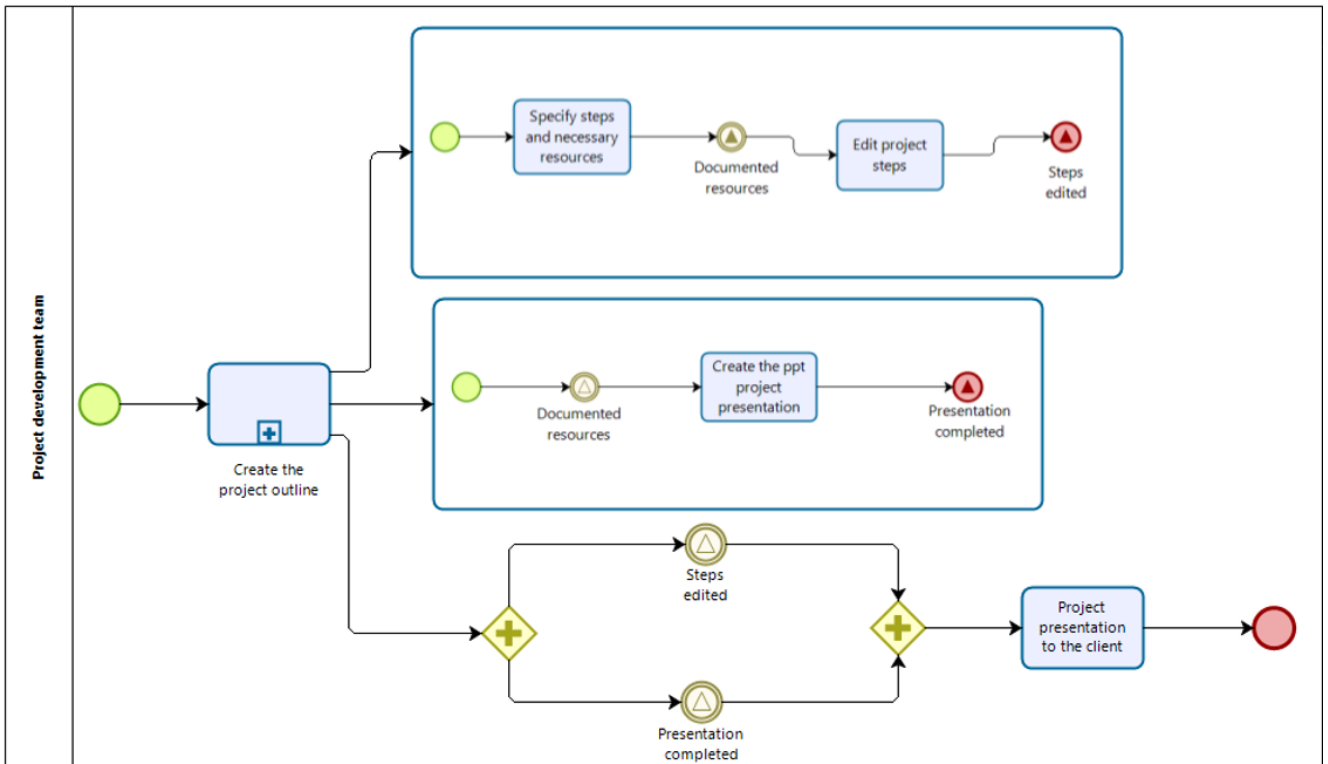 Project development team
Specify steps
and necessary
resources
Documented
resources
Edit project
steps
Steps
edited
Create the
project outline
Documented
resources
Create the ppt
project
presentation
Presentation
completed
Steps
edited
Presentation
completed
Project
presentation
to the client